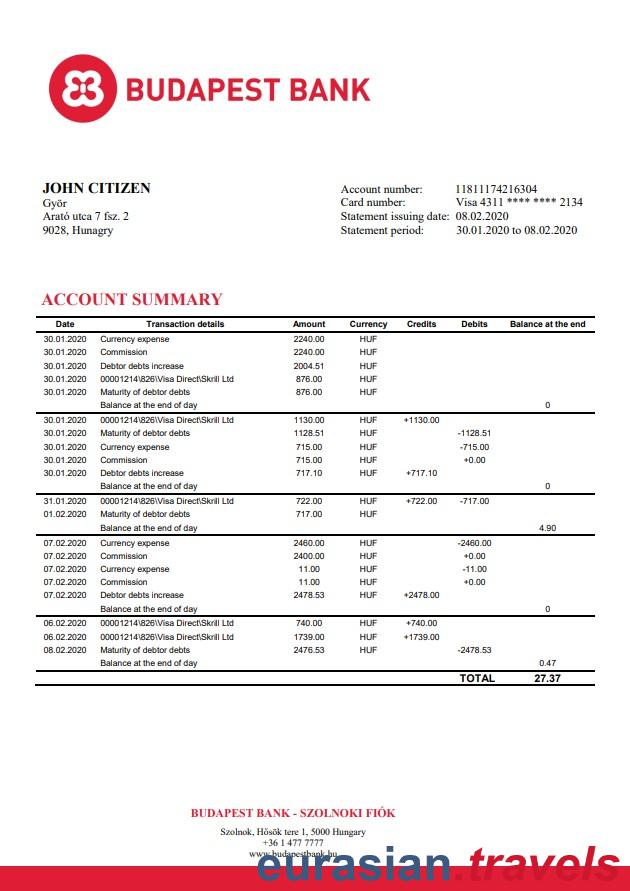 BUDAPEST BANK
JOHN CITIZEN
Györ
Arató utca 7 fsz. 2
9028, Hunagry
Account number: 11811174216304
Card number: Visa 4311 **** **** 2134
Statement issuing date: 08.02.2020
Statement period: 30.01.2020 to 08.02.2020
ACCOUNT SUMMARY
Date Transaction details Amount Currency Credits Debits Balance at the end
30.01.2020 Currency expense 2240.00 HUF
30.01.2020 Commission 2240.00 HUF
30.01.2020 Debtor debts increase 2004.51 HUF
30.01.2020 00001214\826\Visa Direct\Skrill Ltd 876.00 HUF
30.01.2020 Maturity of debtor debts 876.00 HUF
Balance at the end of day 0
30.01.2020 00001214\826\Visa Direct\Skrill Ltd 1130.00 HUF +1130.00
30.01.2020 Maturity of debtor debts 1128.51 HUF -1128.51
30.01.2020 Currency expense 715.00 HUF -715.00
30.01.2020 Commission 715.00 HUF +0.00
30.01.2020 Debtor debts increase 717.10 HUF +717.10
Balance at the end of day 0
31.01.2020 00001214\826\Visa Direct\Skrill Ltd 722.00 HUF +722.00 -717.00
01.02.2020 Maturity of debtor debts 717.00 HUF
Balance at the end of day 4.90
07.02.2020 Currency expense 2460.00 HUF -2460.00
07.02.2020 Commission 2400.00 HUF +0.00
07.02.2020 Currency expense 11.00 HUF -11.00
07.02.2020 Commission 11.00 HUF +0.00
07.02.2020 Debtor debts increase 2478.53 HUF +2478.00
Balance at the end of day 0
06.02.2020 00001214\826\Visa Direct\Skrill Ltd 740.00 HUF +740.00
06.02.2020 00001214\826\Visa Direct\Skrill Ltd 1739.00 HUF +1739.00
08.02.2020 Maturity of debtor debts 2476.53 HUF -2478.53
Balance at the end of day 0.47
TOTAL 27.37
BUDAPEST BANK - SZOLNOKI FIÓK
Szolnok, Hősök tere 1, 5000 Hungary
+36 1 477 7777
www.budapestbank.hu
eurasian.travels